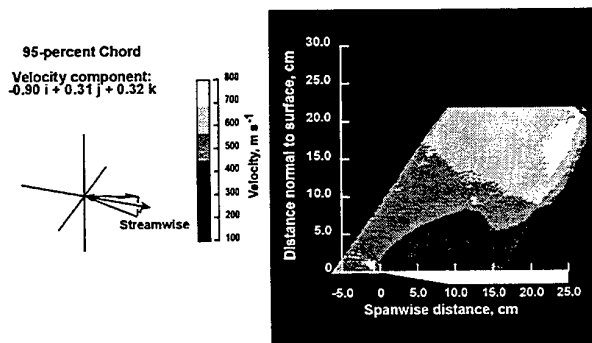 95-percent Chord
Velocity component:
-0.90 i + 0.31 j + 0.32 k
Streamwise
800
700
600
500
400
300
200
100
Velocity, m s-1
30.0
25.0
20.0
15.0
10.0
5.0
0
Distance normal to surface, cm
-5.0 0 5.0 10.0 15.0 20.0 25.0
Spanwise distance, cm